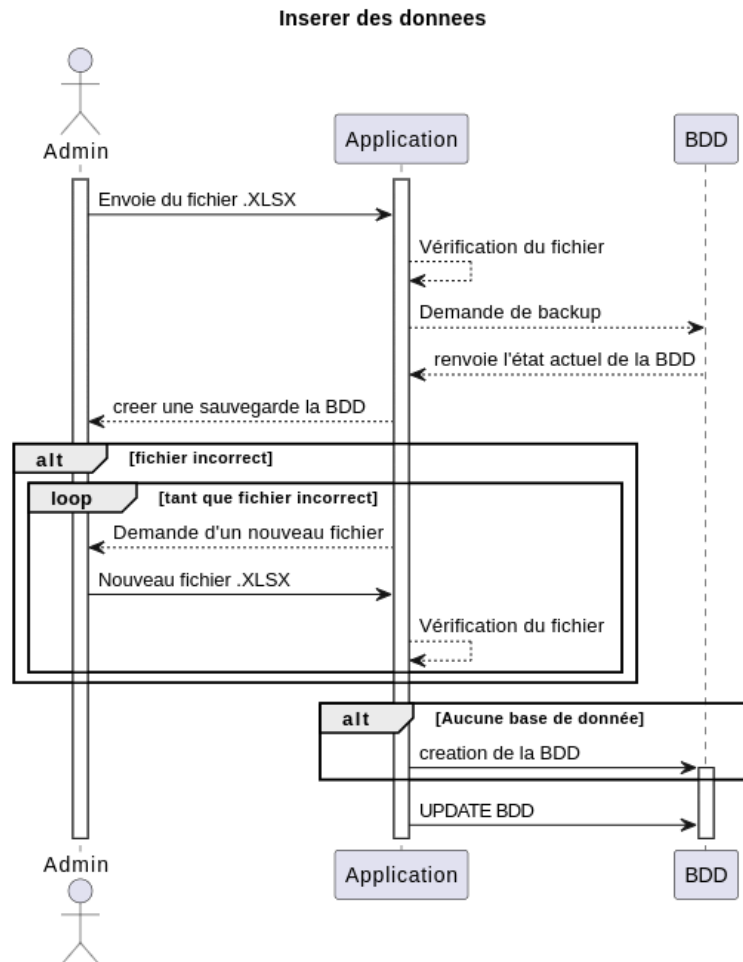 Inserer des donnees
Admin
Application
BDD
Envoie du fichier .XLSX
Vérification du fichier
Demande de backup
renvoie l'état actuel de la BDD
creer une sauvegarde la BDD
alt [fichier incorrect]
loop [tant que fichier incorrect]
Demande d'un nouveau fichier
Nouveau fichier .XLSX
Vérification du fichier
alt [Aucune base de donnée]
creation de la BDD
UPDATE BDD
Admin
Application
BDD